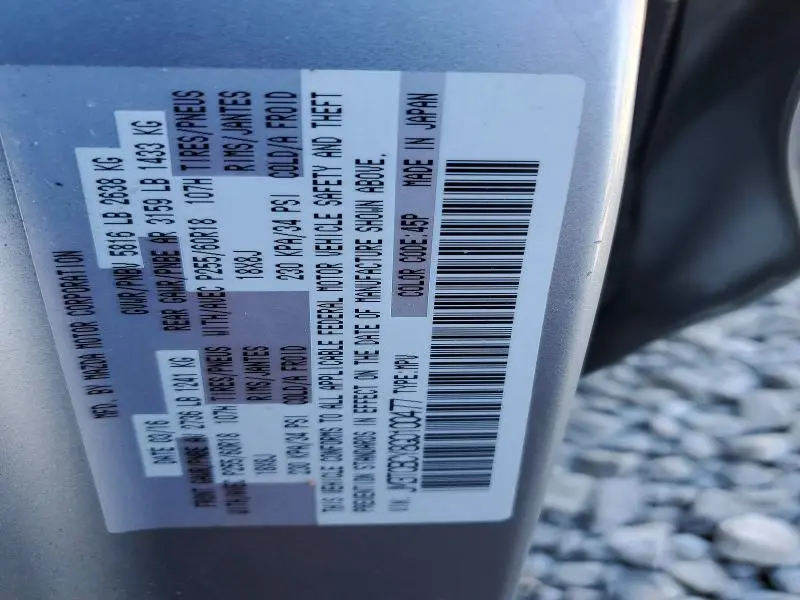 MFD. BY MAZDA MOTOR CORPORATION
DATE 03/16 GVWR/PNBV 5816 LB 2638 KG
FRONT GAWR/PNBE A 2736 LB 1241 KG REAR GAWR/PNBE AR 3159 LB 1433 KG
WITH/AVEC P255/60R18 107H TIRES/PNEUS WITH/AVEC P255/60R18 107H TIRES/PNEUS
18X8J RIMS/JANTES 18X8J RIMS/JANTES
230 KPA/34 PSI COLD/A FROID 230 KPA/34 PSI COLD/A FROID
THIS VEHICLE CONFORMS TO ALL APPLICABLE FEDERAL MOTOR VEHICLE SAFETY AND THEFT
PREVENTION STANDARDS IN EFFECT ON THE DATE OF MANUFACTURE SHOWN ABOVE.
VIN: JM3TCBCY8G0100477 TYPE:MPV COLOR CODE:45P MADE IN JAPAN